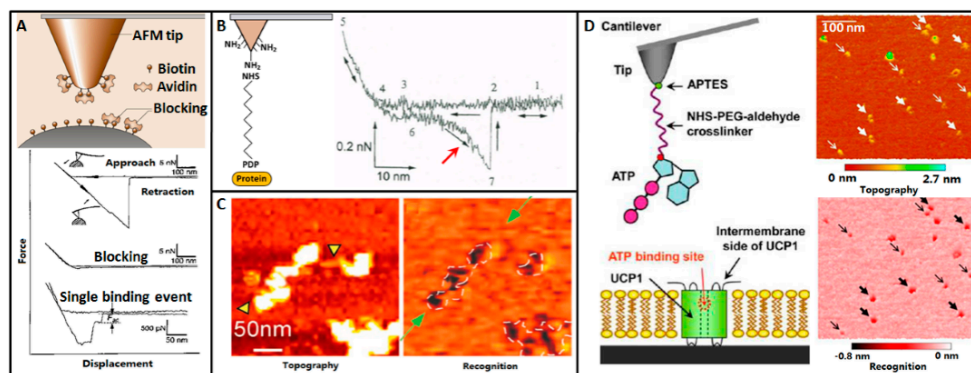 A
AFM tip
Biotin
Avidin
Blocking
Approach
5 nN
100 nm
Retraction
Blocking
5 nN
100 nm
Single binding event
500 pN
50 nm
Force
Displacement
B
NH₂
NH₂
NH₂
NHS
PDP
Protein
5
4
3
2
1
6
7
0.2 nN
10 nm
C
50nm
Topography
Recognition
D
Cantilever
Tip
APTES
NHS-PEG-aldehyde
crosslinker
ATP
Intermembrane
side of UCP1
ATP binding site
UCP1
100 nm
0 nm
2.7 nm
Topography
-0.8 nm
0 nm
Recognition